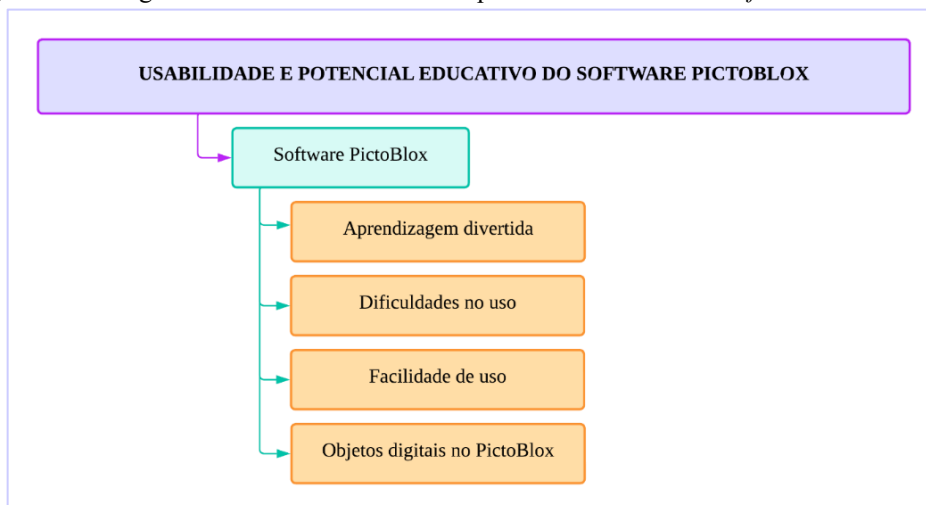 USABILIDADE E POTENCIAL EDUCATIVO DO SOFTWARE PICTOBLOX
Software PictoBlox
Aprendizagem divertida
Dificuldades no uso
Facilidade de uso
Objetos digitais no PictoBlox